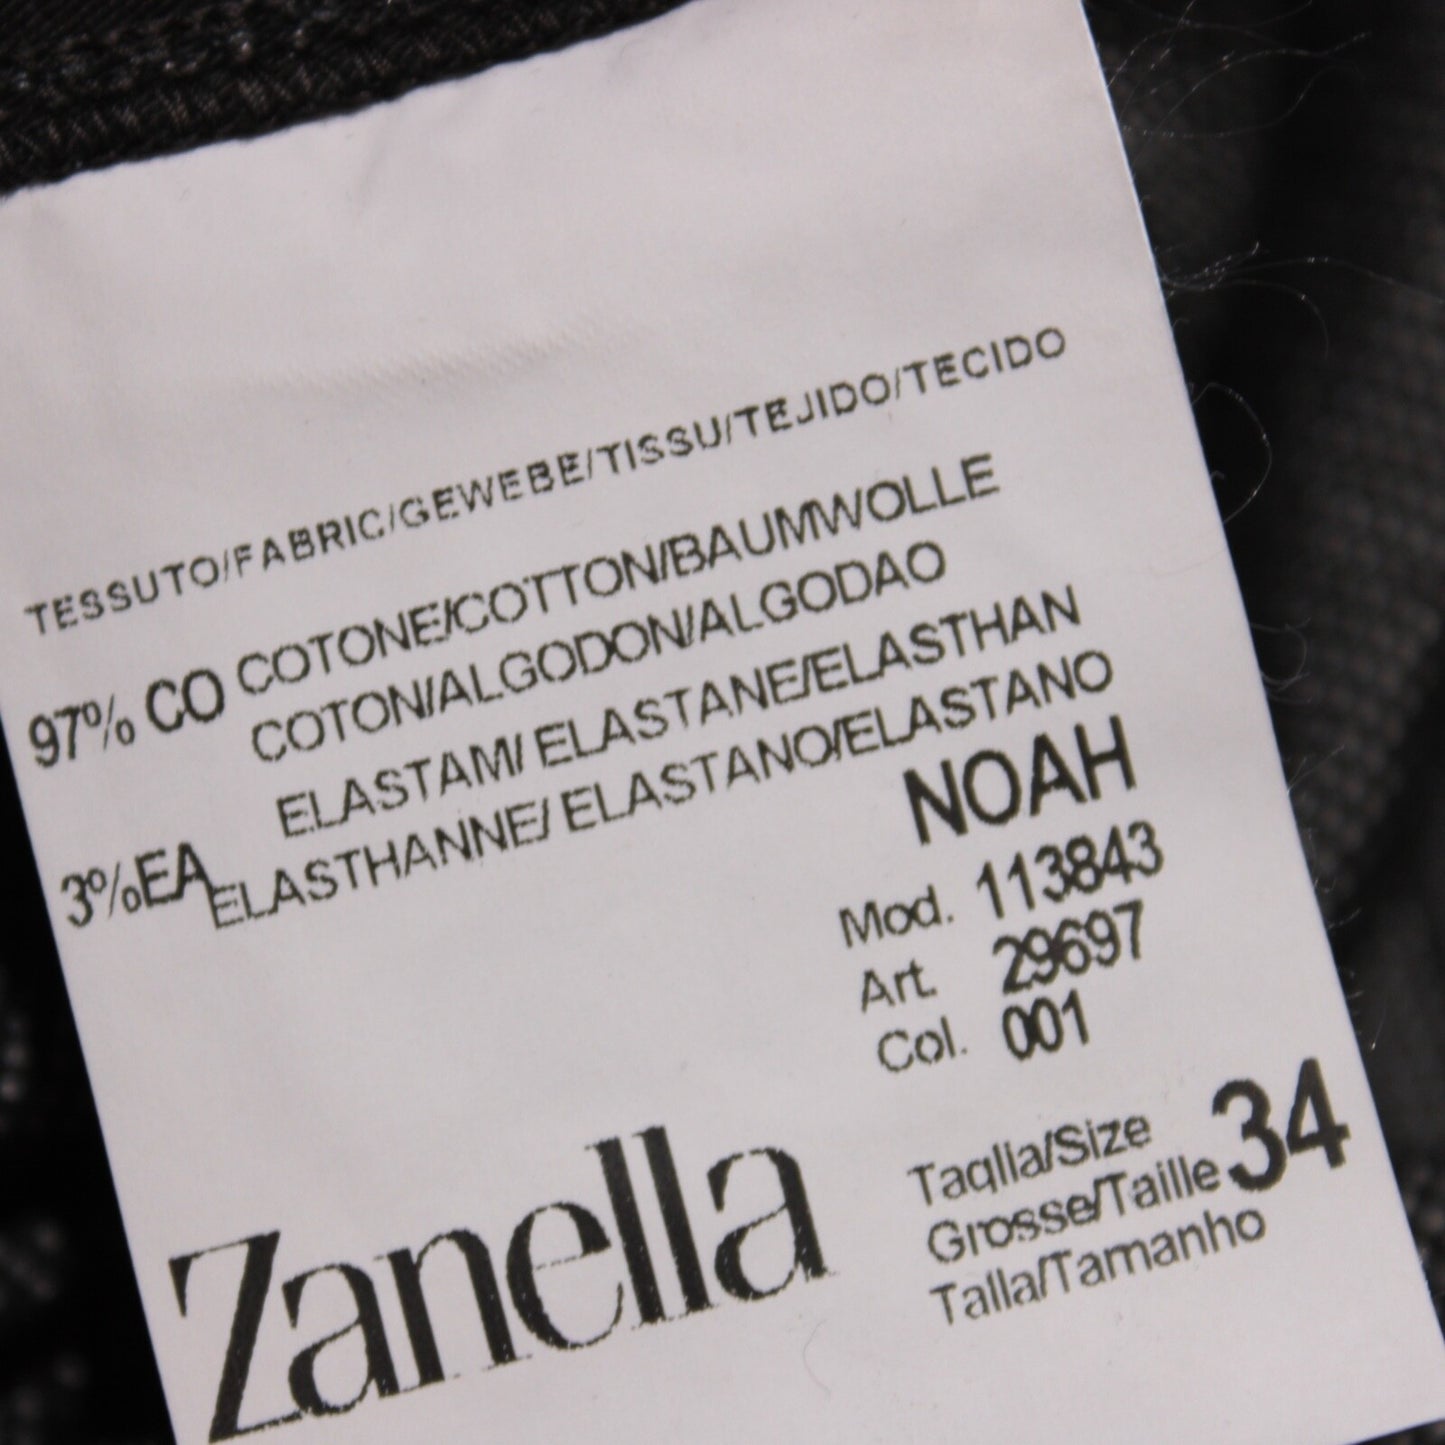 TESSUTO/FABRIC/GEWEBE/TISSU/TEJIDO/TECIDO
97% CO COTONE/COTTON/BAUMWOLLE
COTON/ALGODON/ALGODAO
3%EA ELASTAM/ ELASTANE/ELASTHAN
ELASTHANNE/ ELASTANO/ELASTANO
NOAH
Mod. 113843
Art. 29697
Col. 001
Taglia/Size
Grosse/Taille 34
Talla/Tamanho
Zanella